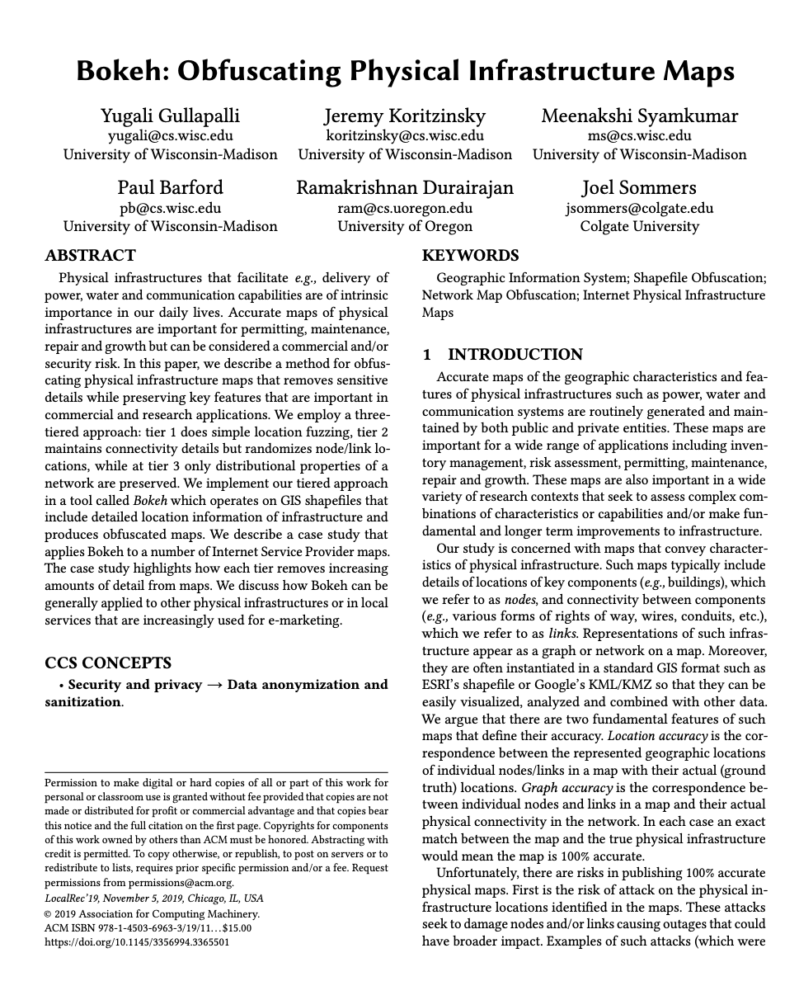 Bokeh: Obfuscating Physical Infrastructure Maps
Yugali Gullapalli
yugali@cs.wisc.edu
University of Wisconsin-Madison
Jeremy Koritzinsky
koritzinsky@cs.wisc.edu
University of Wisconsin-Madison
Meenakshi Syamkumar
ms@cs.wisc.edu
University of Wisconsin-Madison
Paul Barford
pb@cs.wisc.edu
University of Wisconsin-Madison
Ramakrishnan Durairajan
ram@cs.uoregon.edu
University of Oregon
Joel Sommers
jsommers@colgate.edu
Colgate University
ABSTRACT
Physical infrastructures that facilitate e.g., delivery of
power, water and communication capabilities are of intrinsic
importance in our daily lives. Accurate maps of physical
infrastructures are important for permitting, maintenance,
repair and growth but can be considered a commercial and/or
security risk. In this paper, we describe a method for obfus-
cating physical infrastructure maps that removes sensitive
details while preserving key features that are important in
commercial and research applications. We employ a three-
tiered approach: tier 1 does simple location fuzzing, tier 2
maintains connectivity details but randomizes node/link lo-
cations, while at tier 3 only distributional properties of a
network are preserved. We implement our tiered approach
in a tool called Bokeh which operates on GIS shapefiles that
include detailed location information of infrastructure and
produces obfuscated maps. We describe a case study that
applies Bokeh to a number of Internet Service Provider maps.
The case study highlights how each tier removes increasing
amounts of detail from maps. We discuss how Bokeh can be
generally applied to other physical infrastructures or in local
services that are increasingly used for e-marketing.
CCS CONCEPTS
• Security and privacy → Data anonymization and
sanitization.
Permission to make digital or hard copies of all or part of this work for
personal or classroom use is granted without fee provided that copies are not
made or distributed for profit or commercial advantage and that copies bear
this notice and the full citation on the first page. Copyrights for components
of this work owned by others than ACM must be honored. Abstracting with
credit is permitted. To copy otherwise, or republish, to post on servers or to
redistribute to lists, requires prior specific permission and/or a fee. Request
permissions from permissions@acm.org.
LocalRec'19, November 5, 2019, Chicago, IL, USA
© 2019 Association for Computing Machinery.
ACM ISBN 978-1-4503-6963-3/19/11...$15.00
https://doi.org/10.1145/3356994.3365501
KEYWORDS
Geographic Information System; Shapefile Obfuscation;
Network Map Obfuscation; Internet Physical Infrastructure
Maps
1 INTRODUCTION
Accurate maps of the geographic characteristics and fea-
tures of physical infrastructures such as power, water and
communication systems are routinely generated and main-
tained by both public and private entities. These maps are
important for a wide range of applications including inven-
tory management, risk assessment, permitting, maintenance,
repair and growth. These maps are also important in a wide
variety of research contexts that seek to assess complex com-
binations of characteristics or capabilities and/or make fun-
damental and longer term improvements to infrastructure.
Our study is concerned with maps that convey character-
istics of physical infrastructure. Such maps typically include
details of locations of key components (e.g., buildings), which
we refer to as nodes, and connectivity between components
(e.g., various forms of rights of way, wires, conduits, etc.),
which we refer to as links. Representations of such infras-
tructure appear as a graph or network on a map. Moreover,
they are often instantiated in a standard GIS format such as
ESRI's shapefile or Google's KML/KMZ so that they can be
easily visualized, analyzed and combined with other data.
We argue that there are two fundamental features of such
maps that define their accuracy. Location accuracy is the cor-
respondence between the represented geographic locations
of individual nodes/links in a map with their actual (ground
truth) locations. Graph accuracy is the correspondence be-
tween individual nodes and links in a map and their actual
physical connectivity in the network. In each case an exact
match between the map and the true physical infrastructure
would mean the map is 100% accurate.
Unfortunately, there are risks in publishing 100% accurate
physical maps. First is the risk of attack on the physical in-
frastructure locations identified in the maps. These attacks
seek to damage nodes and/or links causing outages that could
have broader impact. Examples of such attacks (which were